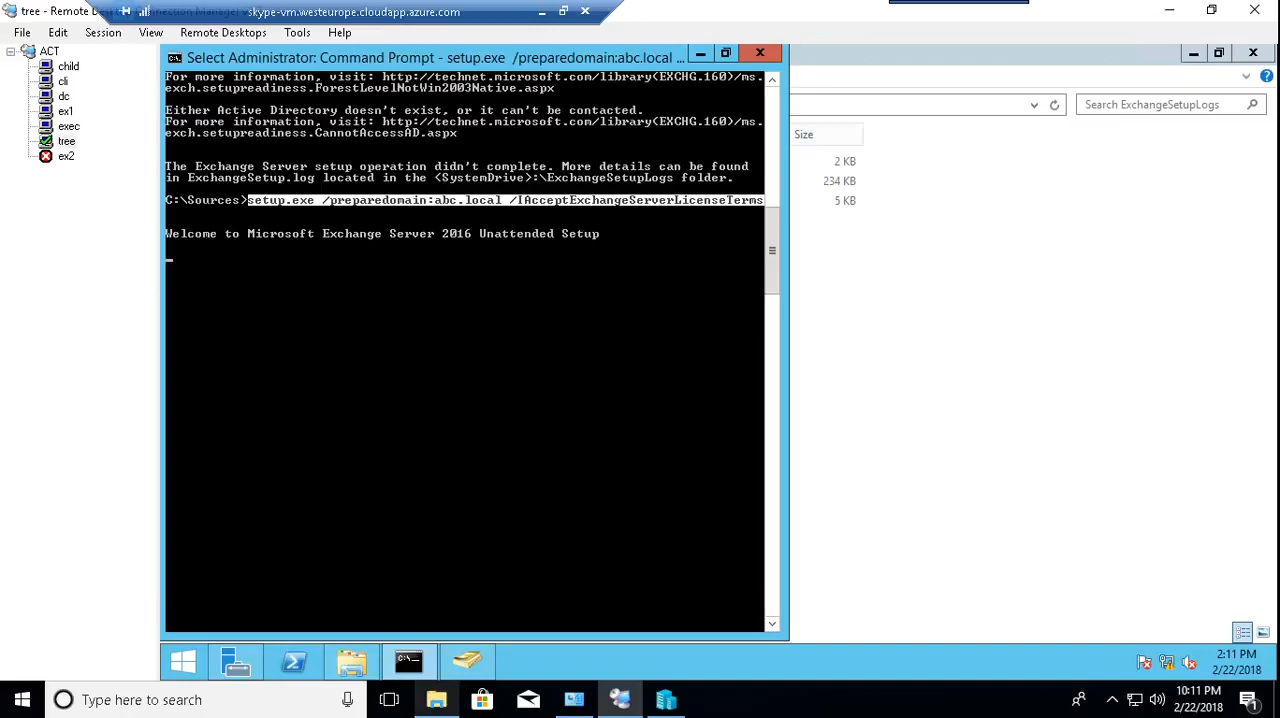 tree - Remote Des
nection Manag
skype-vm.westeurope.cloudapp.azure.com
File Edit Session View Remote Desktops Tools Help
ACT
child
cli
dc
ex1
exec
tree
ex2
Select Administrator: Command Prompt - setup.exe /preparedomain:abc.local ...
For more information, visit: http://technet.microsoft.com/library(EXCHG.160)/ms.
exch.setupreadiness.ForestLevelNotWin2003Native.aspx
Either Active Directory doesn't exist, or it can't be contacted.
For more information, visit: http://technet.microsoft.com/library(EXCHG.160)/ms.
exch.setupreadiness.CannotAccessAD.aspx
The Exchange Server setup operation didn't complete. More details can be found
in ExchangeSetup.log located in the <SystemDrive>:\ExchangeSetupLogs folder.
C:\Sources>setup.exe /preparedomain:abc.local /IAcceptExchangeServerLicenseTerms
Welcome to Microsoft Exchange Server 2016 Unattended Setup
Search ExchangeSetupLogs
Size
2 KB
234 KB
5 KB
2:11 PM
2/22/2018
Type here to search
10:11 PM
2/22/2018
1